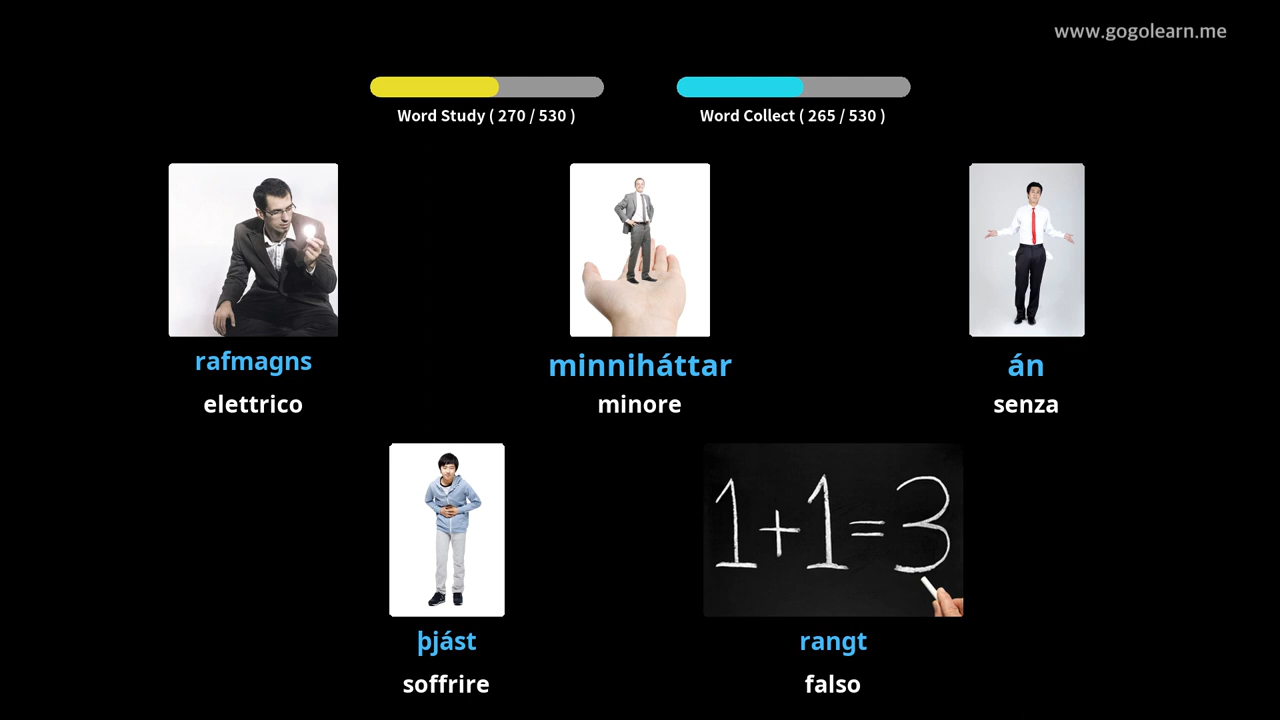 www.gogolearn.me
Word Study ( 270 / 530 )
Word Collect ( 265 / 530 )
rafmagns
elettrico
minniháttar
minore
án
senza
1+1=3
þjást
soffrire
rangt
falso